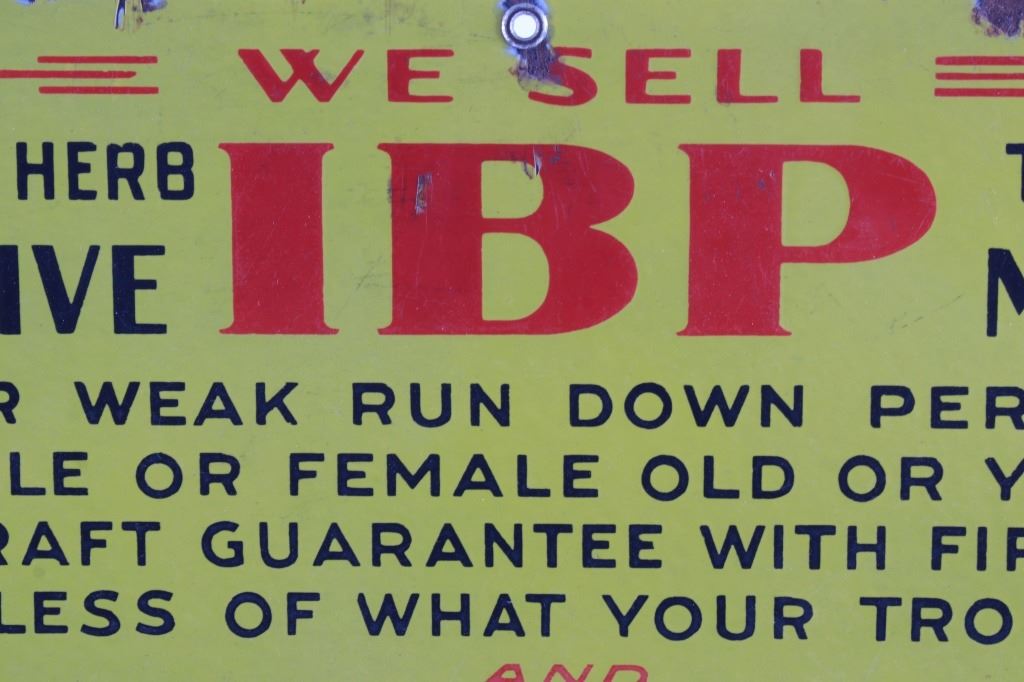 WE SELL
HERB IBP T
IVE M
R WEAK RUN DOWN PER
LE OR FEMALE OLD OR Y
RAFT GUARANTEE WITH FIR
LESS OF WHAT YOUR TRO
AND